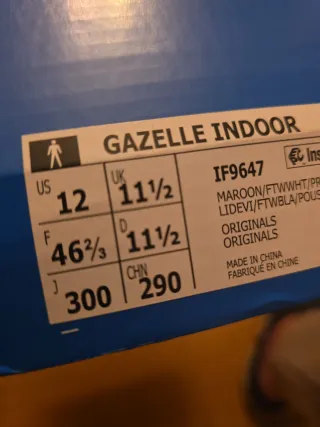 GAZELLE INDOOR
US 12
UK 11½
F 46⅔
D 11½
J 300
CHN 290
IF9647
MAROON/FTWWHT/PR
LIDEVI/FTWBLA/POUS
ORIGINALS
ORIGINALS
MADE IN CHINA
FABRIQUÉ EN CHINE
Ins